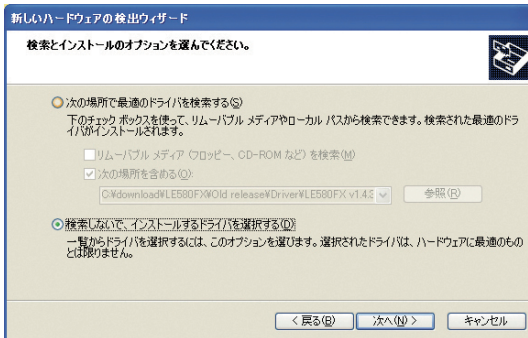 新しいハードウェアの検出ウィザード
検索とインストールのオプションを選んでください。
次の場所で最適のドライバを検索する(S)
下のチェック ボックスを使って、リムーバブル メディアやローカル パスから検索できます。検索された最適のドラ
イバがインストールされます。
リムーバブル メディア (フロッピー、CD-ROM など) を検索(M)
次の場所を含める(O):
C:¥download¥LE580FX¥Old release¥Driver¥LE580FX v1.4.3
参照(R)
検索しないで、インストールするドライバを選択する(D)
一覧からドライバを選択するには、このオプションを選びます。選択されたドライバは、ハードウェアに最適のもの
とは限りません。
< 戻る(B)
次へ(N) >
キャンセル